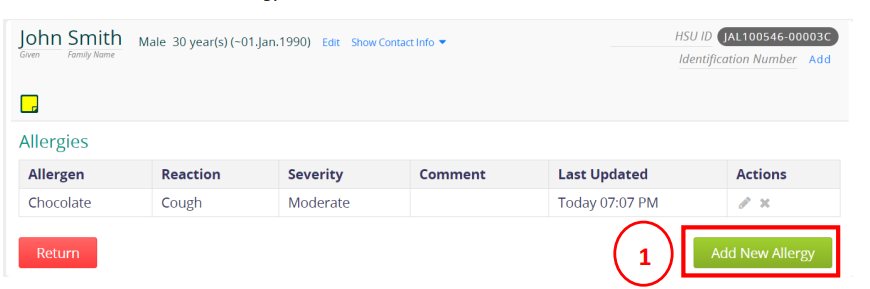 John Smith Male 30 year(s) (~01.Jan.1990) Edit Show Contact Info HSU ID JAL100546-00003C
Given Family Name Identification Number Add
Allergies
Allergen Reaction Severity Comment Last Updated Actions
Chocolate Cough Moderate Today 07:07 PM
Return 1 Add New Allergy